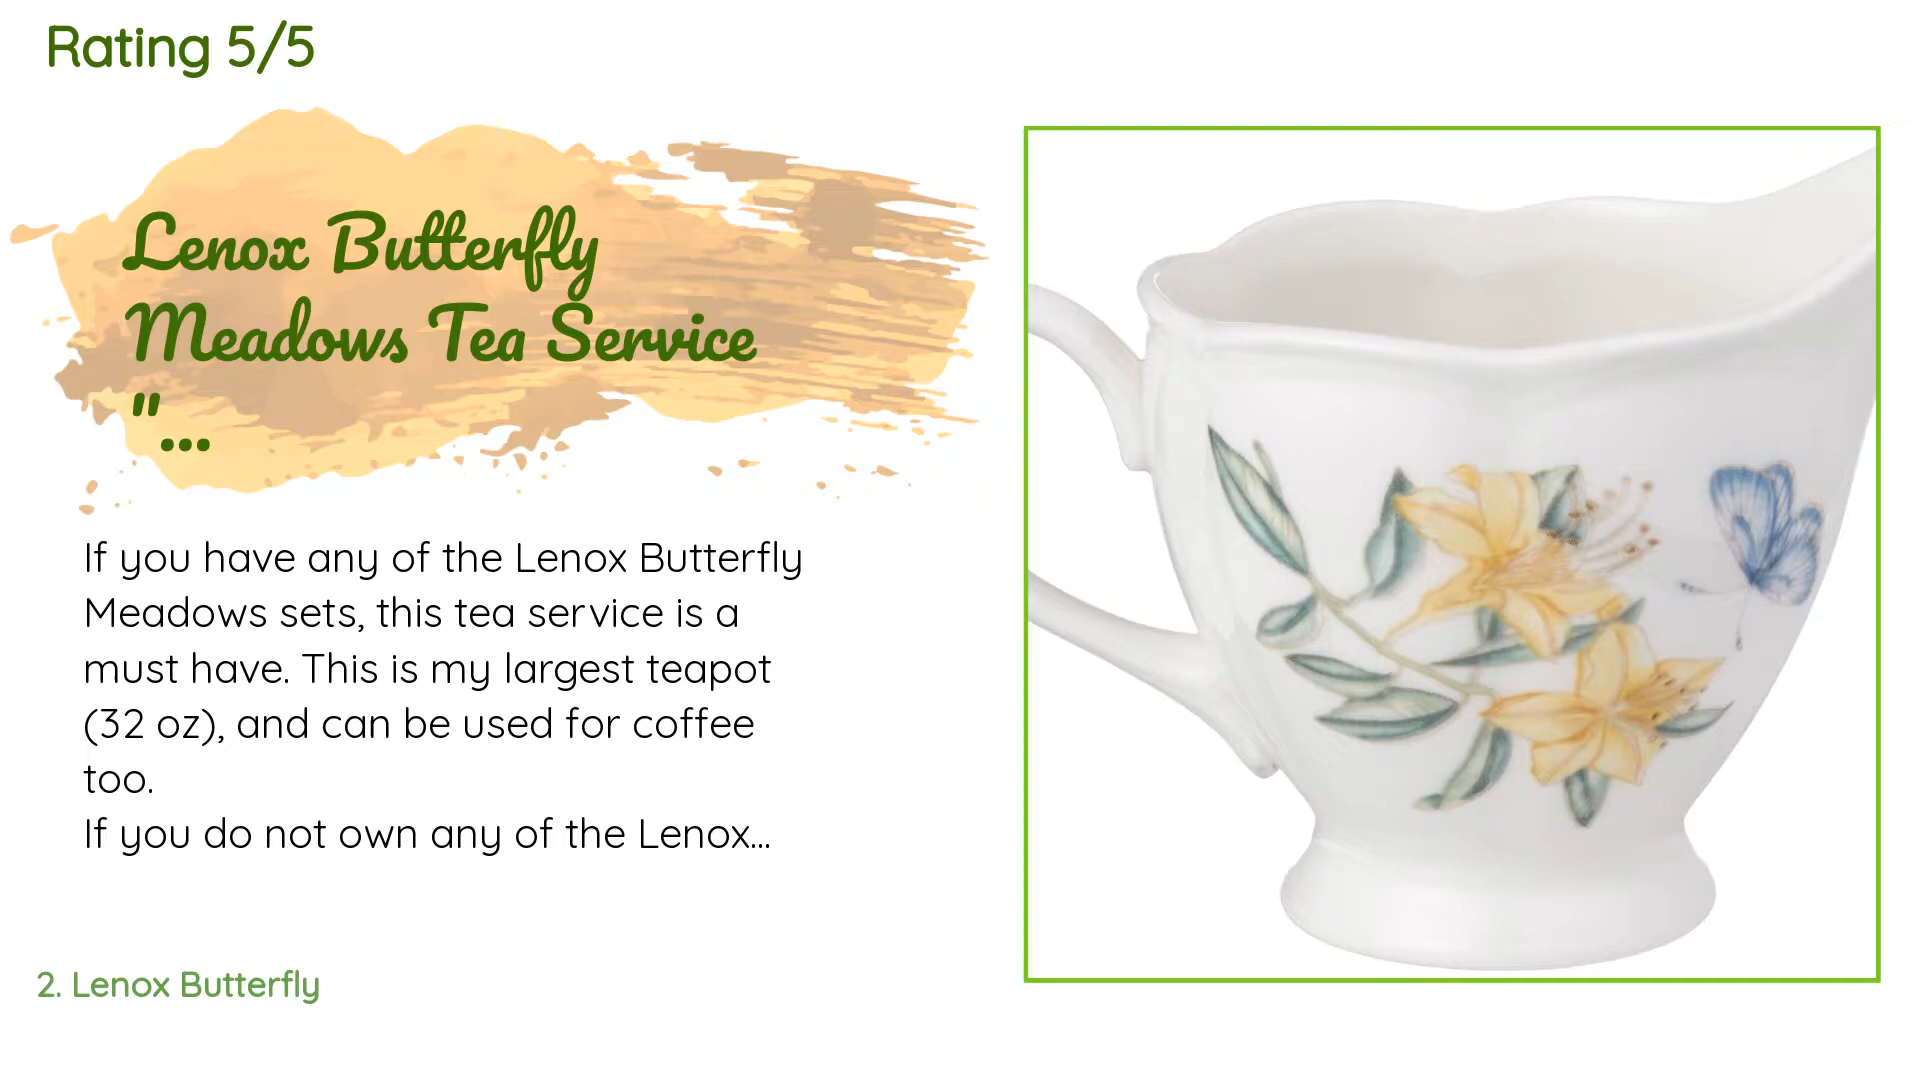 Rating 5/5
Lenox Butterfly
Meadows Tea Service
"...
If you have any of the Lenox Butterfly
Meadows sets, this tea service is a
must have. This is my largest teapot
(32 oz), and can be used for coffee
too.
If you do not own any of the Lenox...
2. Lenox Butterfly